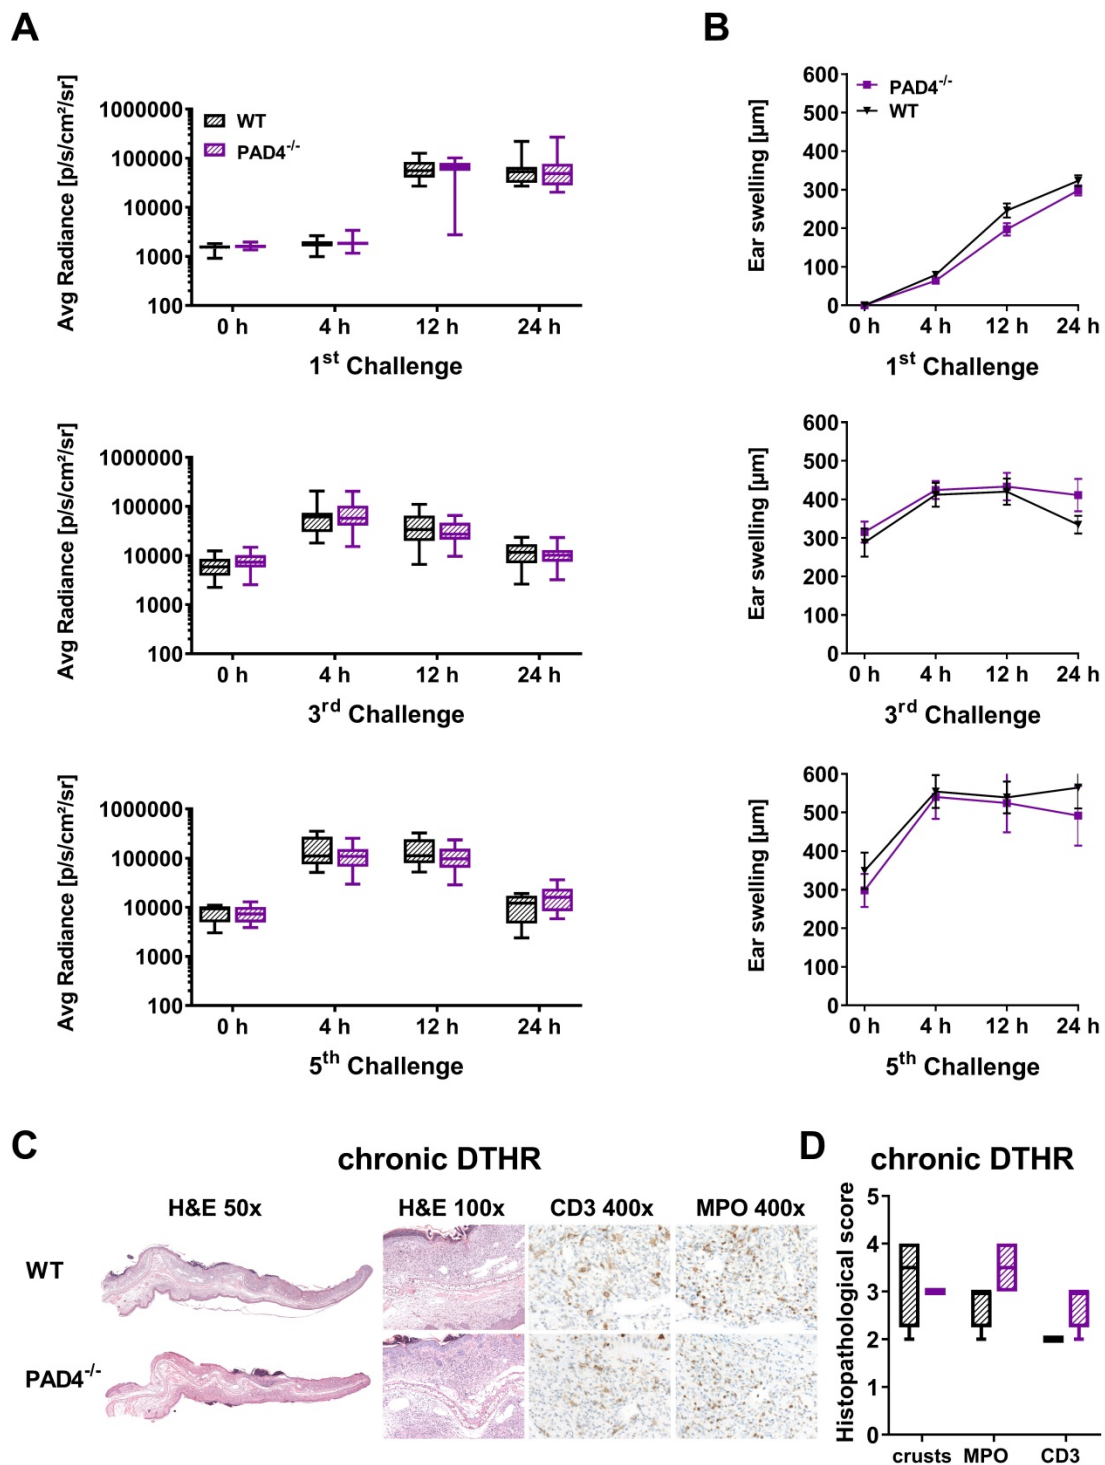 A
Avg Radiance [p/s/cm²/sr]
1000000
100000
10000
1000
100
WT
PAD4-/-
0 h 4 h 12 h 24 h
1st Challenge
B
Ear swelling [µm]
600
500
400
300
200
100
0
PAD4-/-
WT
0 h 4 h 12 h 24 h
1st Challenge
Avg Radiance [p/s/cm²/sr]
1000000
100000
10000
1000
100
0 h 4 h 12 h 24 h
3rd Challenge
Ear swelling [µm]
600
500
400
300
200
100
0
0 h 4 h 12 h 24 h
3rd Challenge
Avg Radiance [p/s/cm²/sr]
1000000
100000
10000
1000
100
0 h 4 h 12 h 24 h
5th Challenge
Ear swelling [µm]
600
500
400
300
200
100
0
0 h 4 h 12 h 24 h
5th Challenge
C
chronic DTHR
H&E 50x H&E 100x CD3 400x MPO 400x
WT
PAD4-/-
D
chronic DTHR
Histopathological score
5
4
3
2
1
0
crusts MPO CD3